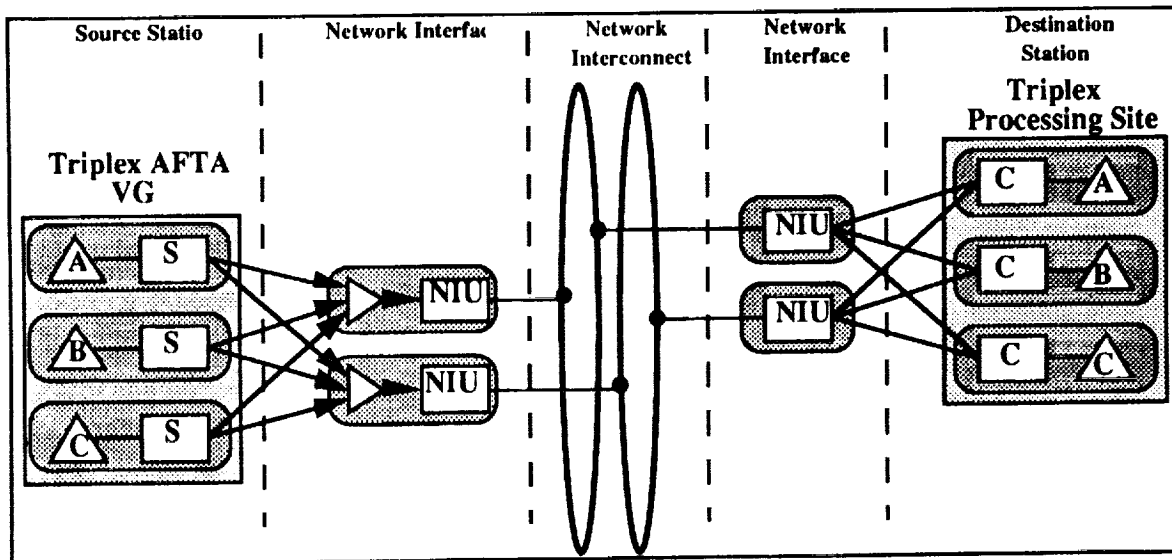 Source Statio
Network Interfac
Network
Interconnect
Network
Interface
Destination
Station
Triplex AFTA
VG
Triplex
Processing Site
A
S
B
S
C
S
NIU
NIU
NIU
NIU
C
A
C
B
C
C